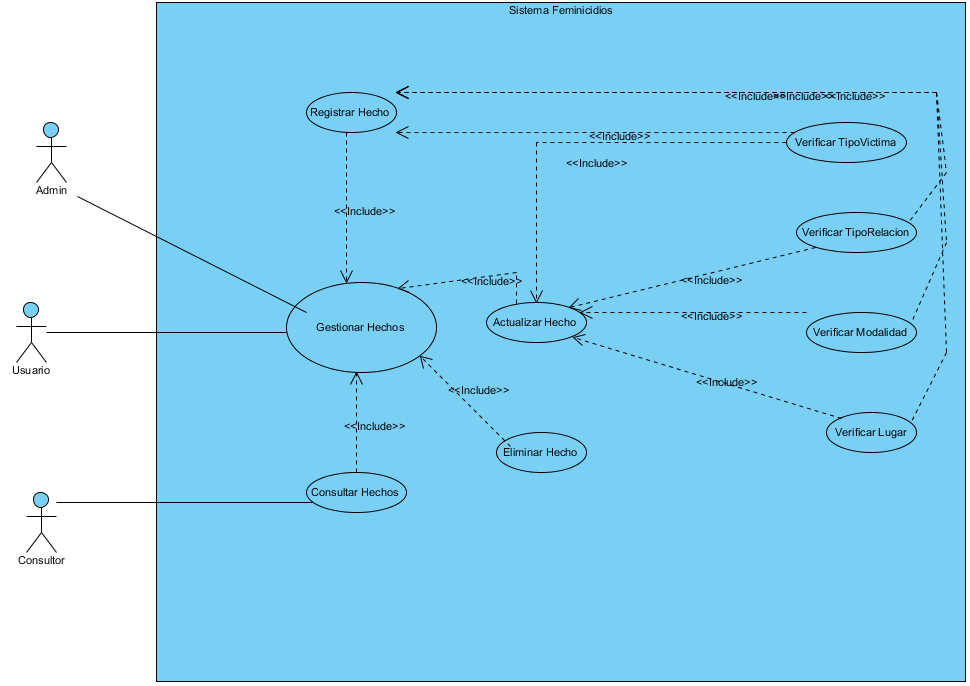 Sistema Feminicidios
Registrar Hecho
<<Include>>
<<Include>>
<<Include>>
<<Include>>
Verificar TipoVictima
<<Include>>
Admin
<<Include>>
Verificar TipoRelacion
<<Include>>
<<Include>>
Gestionar Hechos
Actualizar Hecho
<<Include>>
Verificar Modalidad
Usuario
<<Include>>
<<Include>>
<<Include>>
Verificar Lugar
Eliminar Hecho
Consultar Hechos
Consultor